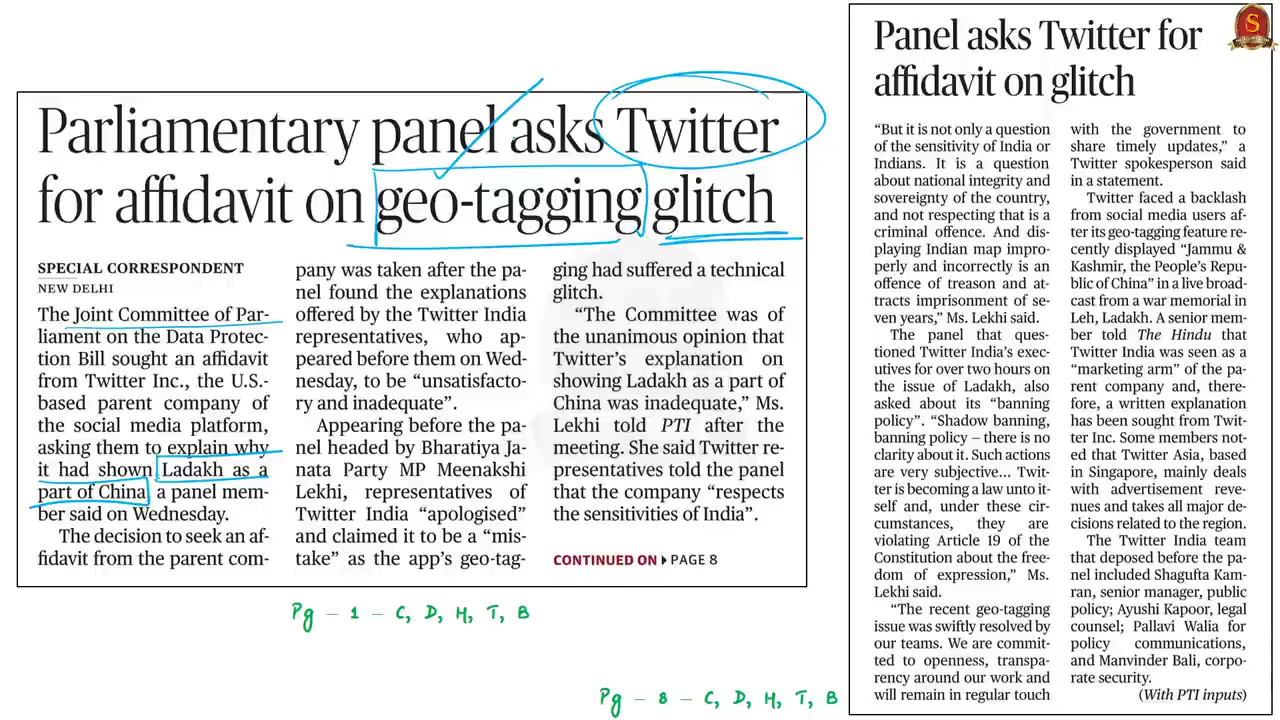 Parliamentary panel asks Twitter
for affidavit on geo-tagging glitch
SPECIAL CORRESPONDENT
NEW DELHI
The Joint Committee of Par-
liament on the Data Protec-
tion Bill sought an affidavit
from Twitter Inc., the U.S.-
based parent company of
the social media platform,
asking them to explain why
it had shown Ladakh as a
part of China, a panel mem-
ber said on Wednesday.
The decision to seek an af-
fidavit from the parent com-
pany was taken after the pa-
nel found the explanations
offered by the Twitter India
representatives, who ap-
peared before them on Wed-
nesday, to be “unsatisfacto-
ry and inadequate”.
Appearing before the pa-
nel headed by Bharatiya Ja-
nata Party MP Meenakshi
Lekhi, representatives of
Twitter India “apologised”
and claimed it to be a “mis-
take” as the app’s geo-tag-
ging had suffered a technical
glitch.
“The Committee was of
the unanimous opinion that
Twitter’s explanation on
showing Ladakh as a part of
China was inadequate,” Ms.
Lekhi told PTI after the
meeting. She said Twitter re-
presentatives told the panel
that the company “respects
the sensitivities of India”.
CONTINUED ON PAGE 8
Pg - 1 - C, D, H, T, B
Panel asks Twitter for
affidavit on glitch
“But it is not only a question
of the sensitivity of India or
Indians. It is a question
about national integrity and
sovereignty of the country,
and not respecting that is a
criminal offence. And dis-
playing Indian map impro-
perly and incorrectly is an
offence of treason and at-
tracts imprisonment of se-
ven years,” Ms. Lekhi said.
The panel that ques-
tioned Twitter India’s exec-
utives for over two hours on
the issue of Ladakh, also
asked about its “banning
policy”. “Shadow banning,
banning policy – there is no
clarity about it. Such actions
are very subjective... Twit-
ter is becoming a law unto it-
self and, under these cir-
cumstances, they are
violating Article 19 of the
Constitution about the free-
dom of expression,” Ms.
Lekhi said.
“The recent geo-tagging
issue was swiftly resolved by
our teams. We are commit-
ted to openness, transpa-
rency around our work and
will remain in regular touch
with the government to
share timely updates,” a
Twitter spokesperson said
in a statement.
Twitter faced a backlash
from social media users af-
ter its geo-tagging feature re-
cently displayed “Jammu &
Kashmir, the People’s Repu-
blic of China” in a live broad-
cast from a war memorial in
Leh, Ladakh. A senior mem-
ber told The Hindu that
Twitter India was seen as a
“marketing arm” of the pa-
rent company and, there-
fore, a written explanation
has been sought from Twit-
ter Inc. Some members not-
ed that Twitter Asia, based
in Singapore, mainly deals
with advertisement reve-
nues and takes all major de-
cisions related to the region.
The Twitter India team
that deposed before the pa-
nel included Shagufta Kam-
ran, senior manager, public
policy; Ayushi Kapoor, legal
counsel; Pallavi Walia for
policy communications,
and Manvinder Bali, corpo-
rate security.
(With PTI inputs)
Pg - 8 - C, D, H, T, B
S